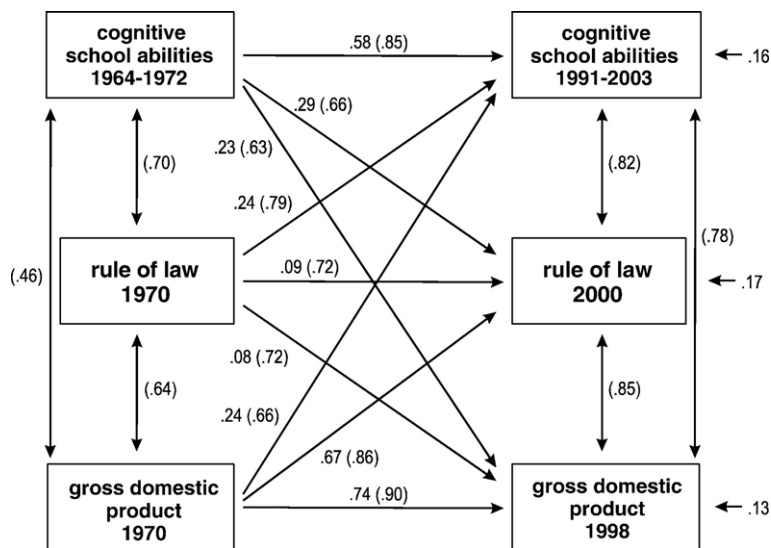 cognitive
school abilities
1964-1972
.58 (.85)
cognitive
school abilities
1991-2003
.16
.29 (.66)
.23 (.63)
(.70)
(.82)
.24 (.79)
(.78)
(.46)
rule of law
1970
.09 (.72)
rule of law
2000
.17
.08 (.72)
(.64)
(.85)
.24 (.66)
.67 (.86)
gross domestic
product
1970
.74 (.90)
gross domestic
product
1998
.13